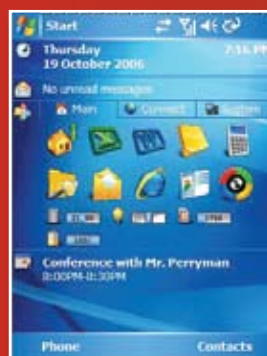 Start
Thursday 7:16 PM
19 October 2006
No unread messages
Main Connect System
Conference with Mr. Perryman
8:00PM-8:30PM
Phone Contacts